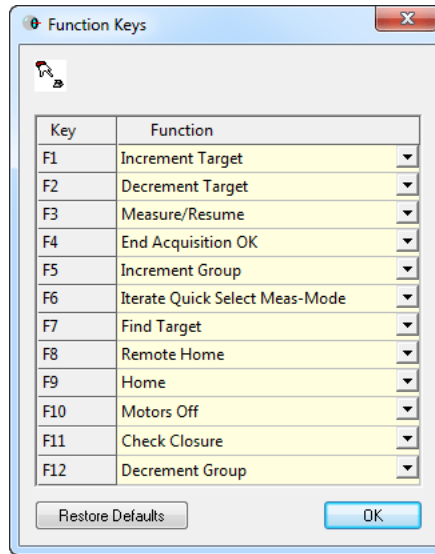 Function Keys
Key Function
F1 Increment Target
F2 Decrement Target
F3 Measure/Resume
F4 End Acquisition OK
F5 Increment Group
F6 Iterate Quick Select Meas-Mode
F7 Find Target
F8 Remote Home
F9 Home
F10 Motors Off
F11 Check Closure
F12 Decrement Group
Restore Defaults OK